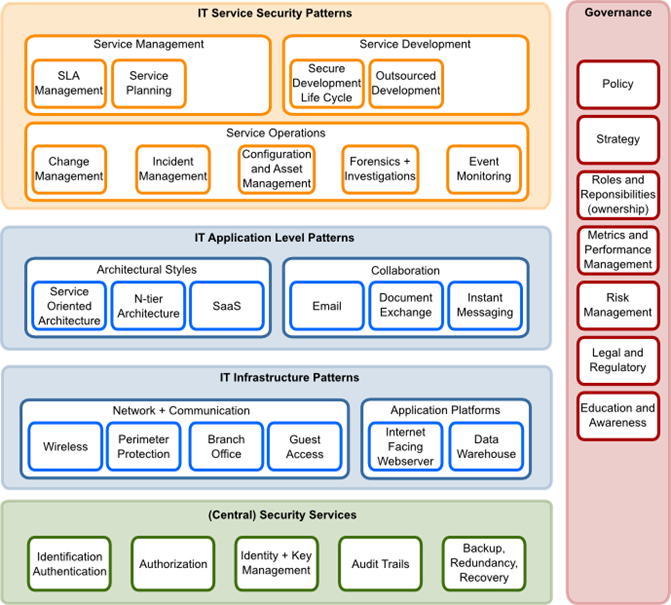 IT Service Security Patterns
Service Management
SLA
Management
Service
Planning
Service Development
Secure
Development
Life Cycle
Outsourced
Development
Service Operations
Change
Management
Incident
Management
Configuration
and Asset
Management
Forensics +
Investigations
Event
Monitoring
IT Application Level Patterns
Architectural Styles
Service
Oriented
Architecture
N-tier
Architecture
SaaS
Collaboration
Email
Document
Exchange
Instant
Messaging
IT Infrastructure Patterns
Network + Communication
Wireless
Perimeter
Protection
Branch
Office
Guest
Access
Application Platforms
Internet
Facing
Webserver
Data
Warehouse
(Central) Security Services
Identification
Authentication
Authorization
Identity + Key
Management
Audit Trails
Backup,
Redundancy,
Recovery
Governance
Policy
Strategy
Roles and
Reponsibilities
(ownership)
Metrics and
Performance
Management
Risk
Management
Legal and
Regulatory
Education and
Awareness